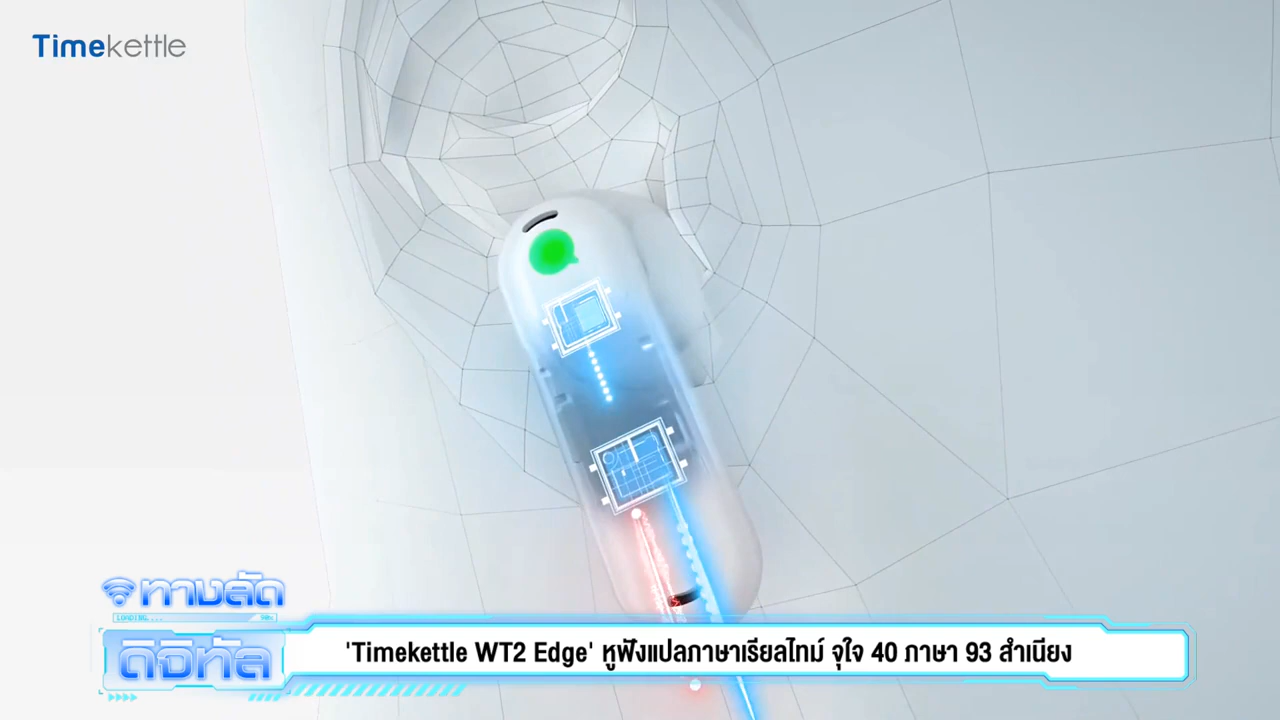 Timekettle
ทางลัด
LOADING... 90%
ดิจิทัล
'Timekettle WT2 Edge' หูฟังแปลภาษาเรียลไทม์ จุใจ 40 ภาษา 93 สำเนียง